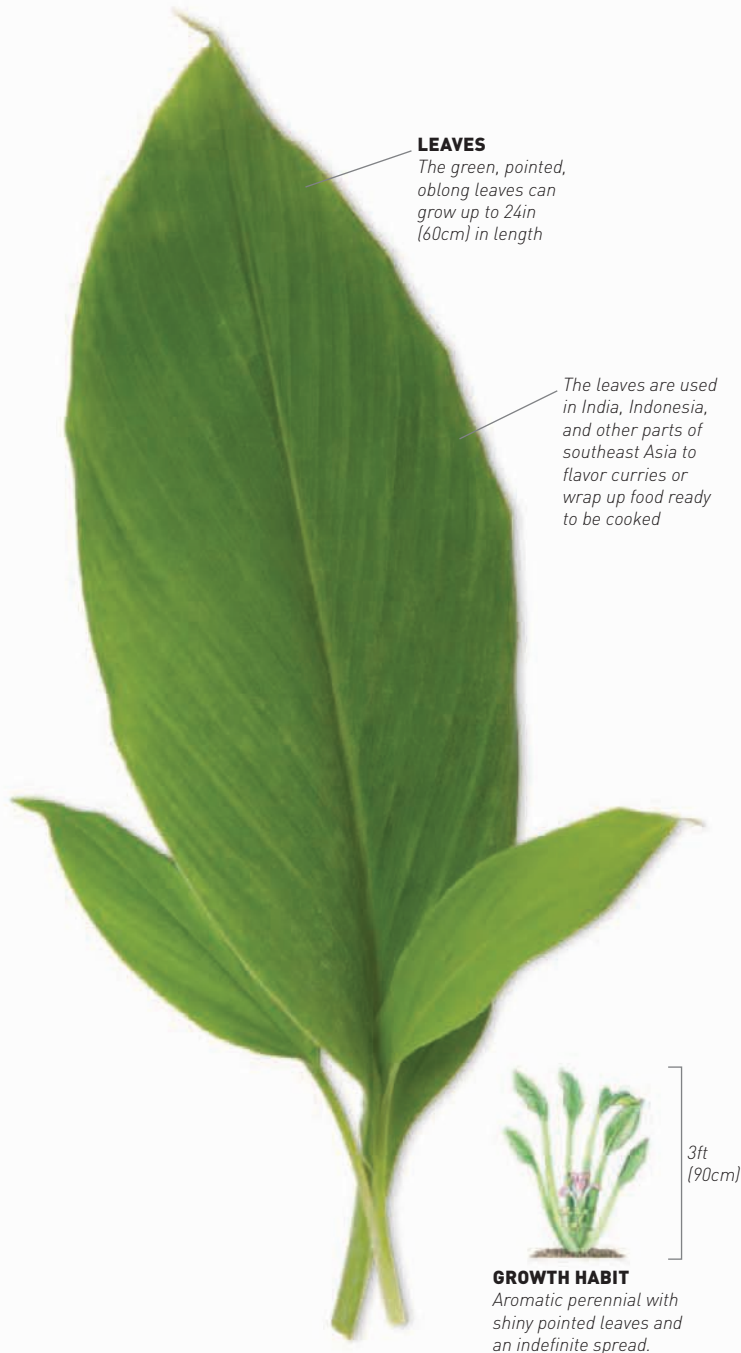 LEAVES
The green, pointed,
oblong leaves can
grow up to 24in
(60cm) in length
The leaves are used
in India, Indonesia,
and other parts of
southeast Asia to
flavor curries or
wrap up food ready
to be cooked
3ft
(90cm)
GROWTH HABIT
Aromatic perennial with
shiny pointed leaves and
an indefinite spread.